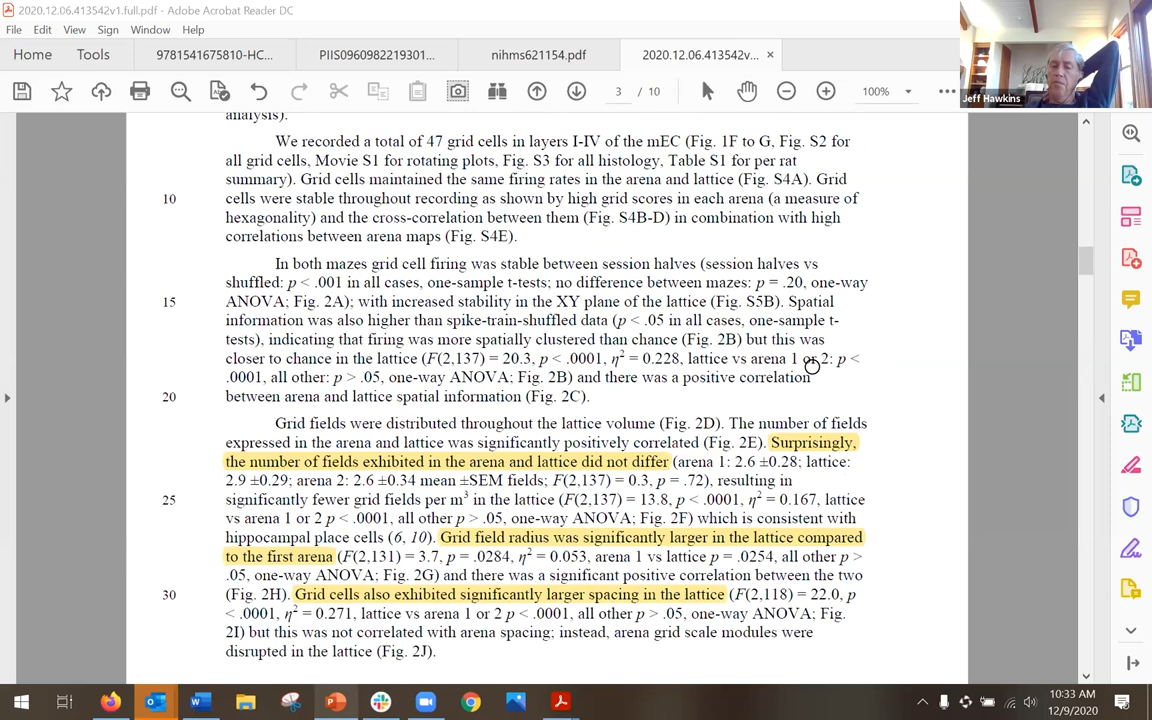 2020.12.06.413542v1.full.pdf - Adobe Acrobat Reader DC
File Edit View Sign Window Help
Home Tools 9781541675810-HC... PIIS0960982219301... nihms621154.pdf 2020.12.06.413542v... ×
3 / 10 100%
Jeff Hawkins
analysis).
We recorded a total of 47 grid cells in layers I-IV of the mEC (Fig. 1F to G, Fig. S2 for
all grid cells, Movie S1 for rotating plots, Fig. S3 for all histology, Table S1 for per rat
summary). Grid cells maintained the same firing rates in the arena and lattice (Fig. S4A). Grid
10 cells were stable throughout recording as shown by high grid scores in each arena (a measure of
hexagonality) and the cross-correlation between them (Fig. S4B-D) in combination with high
correlations between arena maps (Fig. S4E).
In both mazes grid cell firing was stable between session halves (session halves vs
shuffled: p < .001 in all cases, one-sample t-tests; no difference between mazes: p = .20, one-way
15 ANOVA; Fig. 2A); with increased stability in the XY plane of the lattice (Fig. S5B). Spatial
information was also higher than spike-train-shuffled data (p < .05 in all cases, one-sample t-
tests), indicating that firing was more spatially clustered than chance (Fig. 2B) but this was
closer to chance in the lattice (F(2,137) = 20.3, p < .0001, η² = 0.228, lattice vs arena 1 or 2: p <
.0001, all other: p > .05, one-way ANOVA; Fig. 2B) and there was a positive correlation
20 between arena and lattice spatial information (Fig. 2C).
Grid fields were distributed throughout the lattice volume (Fig. 2D). The number of fields
expressed in the arena and lattice was significantly positively correlated (Fig. 2E). Surprisingly,
the number of fields exhibited in the arena and lattice did not differ (arena 1: 2.6 ±0.28; lattice:
2.9 ±0.29; arena 2: 2.6 ±0.34 mean ±SEM fields; F(2,137) = 0.3, p = .72), resulting in
25 significantly fewer grid fields per m³ in the lattice (F(2,137) = 13.8, p < .0001, η² = 0.167, lattice
vs arena 1 or 2 p < .0001, all other p > .05, one-way ANOVA; Fig. 2F) which is consistent with
hippocampal place cells (6, 10). Grid field radius was significantly larger in the lattice compared
to the first arena (F(2,131) = 3.7, p = .0284, η² = 0.053, arena 1 vs lattice p = .0254, all other p >
.05, one-way ANOVA; Fig. 2G) and there was a significant positive correlation between the two
30 (Fig. 2H). Grid cells also exhibited significantly larger spacing in the lattice (F(2,118) = 22.0, p
< .0001, η² = 0.271, lattice vs arena 1 or 2 p < .0001, all other p > .05, one-way ANOVA; Fig.
2I) but this was not correlated with arena spacing; instead, arena grid scale modules were
disrupted in the lattice (Fig. 2J).
10:33 AM
12/9/2020